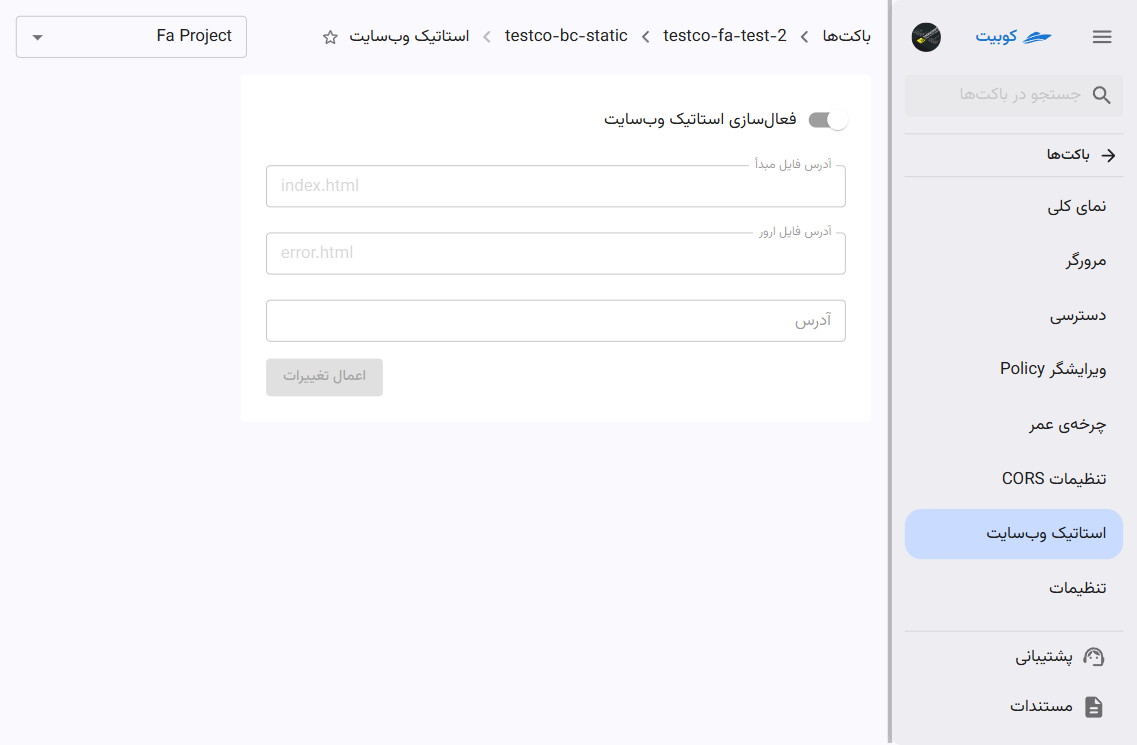 کوبیت
جستجو در باکت‌ها
باکت‌ها
نمای کلی
مرورگر
دسترسی
ویرایشگر Policy
چرخه‌ی عمر
تنظیمات CORS
استاتیک وب‌سایت
تنظیمات
پشتیبانی
مستندات
باکت‌ها
testco-fa-test-2
testco-bc-static
استاتیک وب‌سایت
Fa Project
فعال‌سازی استاتیک وب‌سایت
آدرس فایل مبدأ
index.html
آدرس فایل ارور
error.html
آدرس
اعمال تغییرات